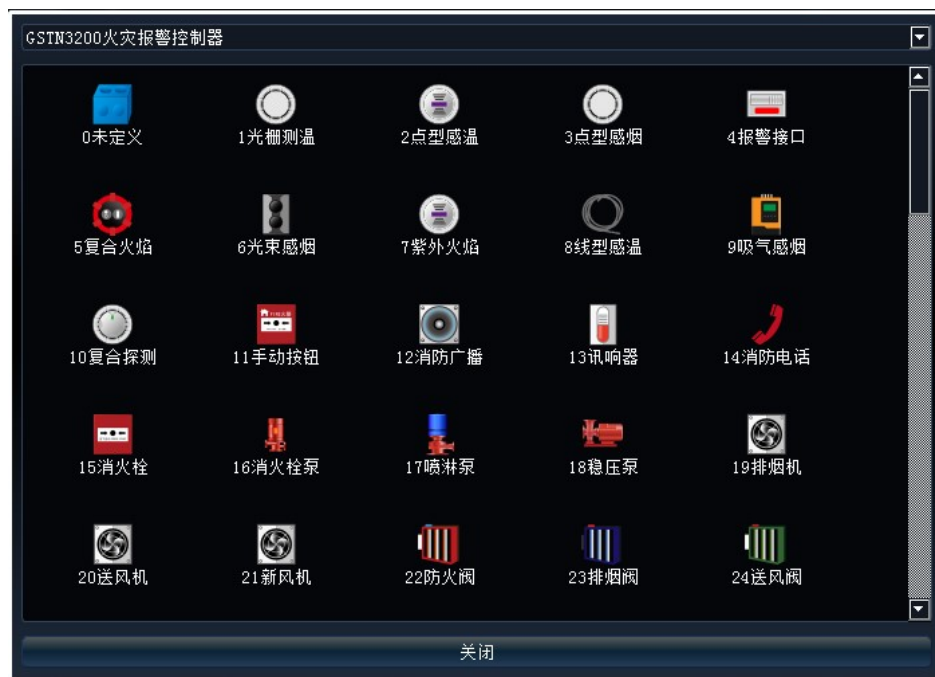 GSTN3200火灾报警控制器
0未定义
1光栅测温
2点型感温
3点型感烟
4报警接口
5复合火焰
6光束感烟
7紫外火焰
8线型感温
9吸气感烟
10复合探测
11手动按钮
12消防广播
13讯响器
14消防电话
15消火栓
16消火栓泵
17喷淋泵
18稳压泵
19排烟机
20送风机
21新风机
22防火阀
23排烟阀
24送风阀
关闭